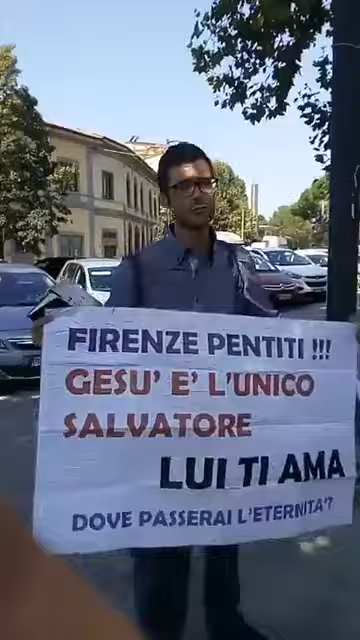 FIRENZE PENTITI !!!
GESU' E' L'UNICO
SALVATORE
LUI TI AMA
DOVE PASSERAI L'ETERNITA'?